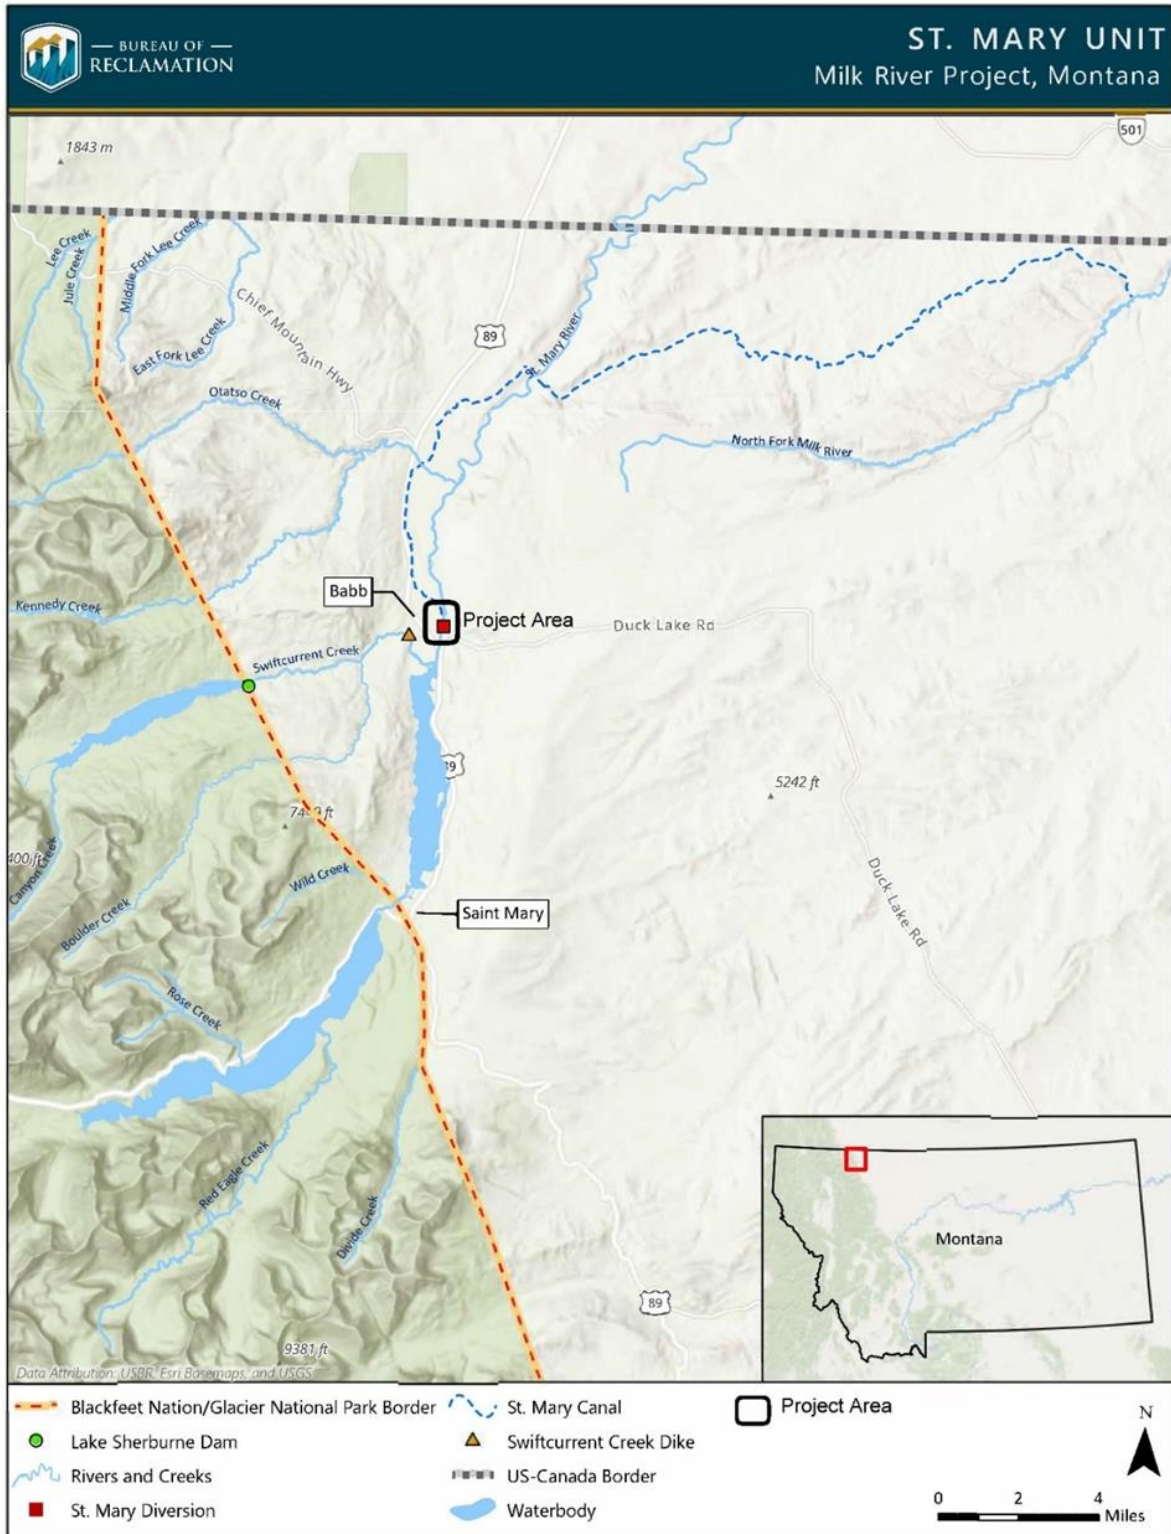 BUREAU OF
RECLAMATION
ST. MARY UNIT
Milk River Project, Montana
501
1843 m
Lee Creek
Jule Creek
Middle Fork Lee Creek
East Fork Lee Creek
Chief Mountain Hwy
89
St. Mary River
Otatso Creek
North Fork Milk River
Babb
Kennedy Creek
Project Area
Duck Lake Rd
Swiftcurrent Creek
89
5242 ft
400 ft
Canyon Creek
Wild Creek
Boulder Creek
Duck Lake Rd
Saint Mary
Rose Creek
Red Eagle Creek
Divide Creek
Montana
89
9381 ft
Data Attribution: USBR, Esri Basemaps, and USGS
Blackfeet Nation/Glacier National Park Border
St. Mary Canal
Project Area
Lake Sherburne Dam
Swiftcurrent Creek Dike
Rivers and Creeks
US-Canada Border
St. Mary Diversion
Waterbody
N
0 2 4
Miles